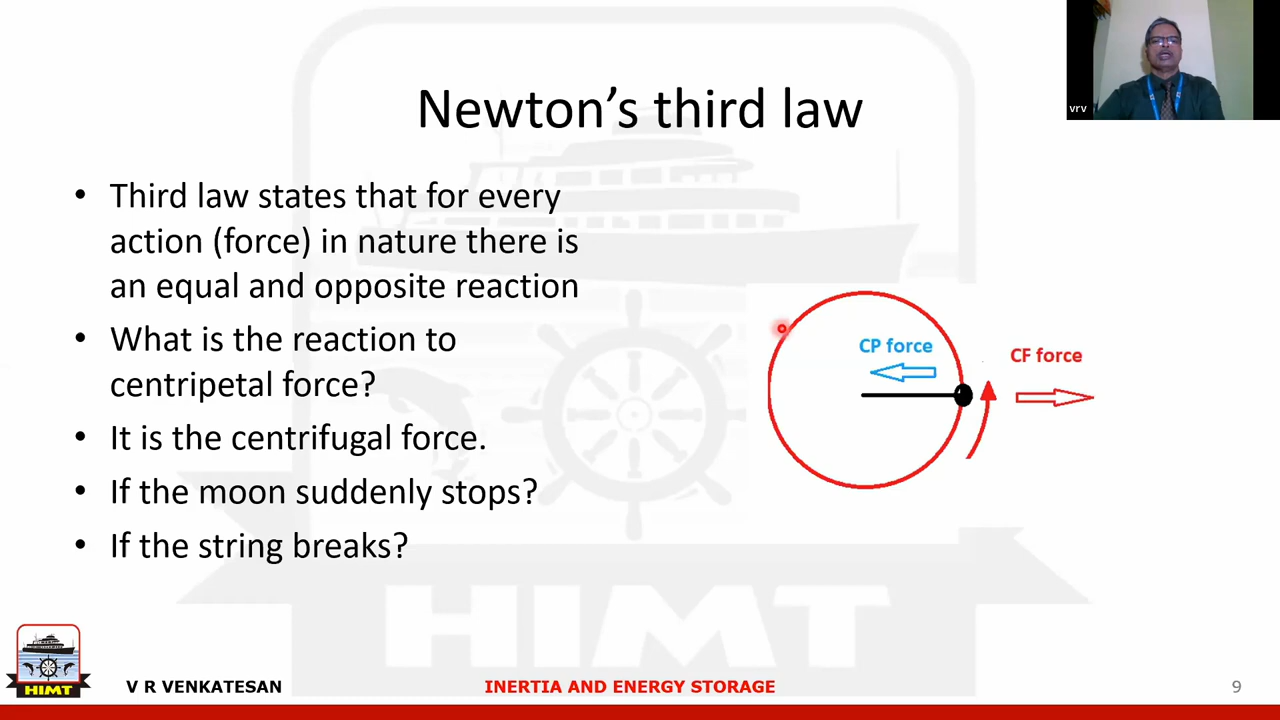 vrv
Newton’s third law
• Third law states that for every
action (force) in nature there is
an equal and opposite reaction
• What is the reaction to
centripetal force?
• It is the centrifugal force.
• If the moon suddenly stops?
• If the string breaks?
CP force
CF force
HIMT
HIMT
V R VENKATESAN
INERTIA AND ENERGY STORAGE
9